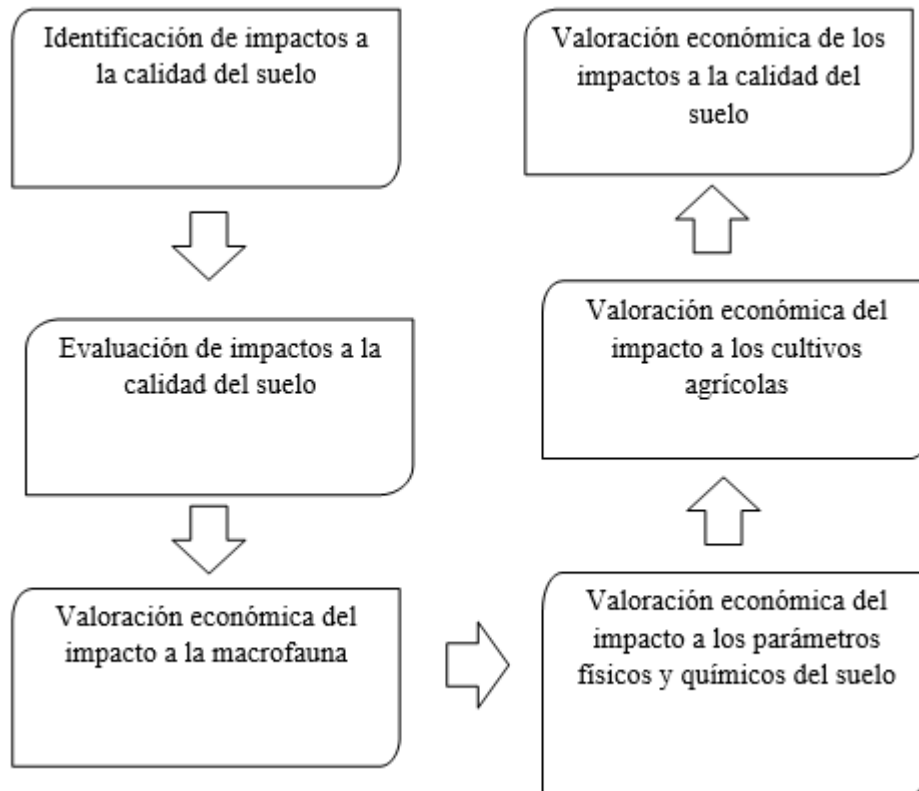 Identificación de impactos a
la calidad del suelo
Evaluación de impactos a la
calidad del suelo
Valoración económica del
impacto a la macrofauna
Valoración económica del
impacto a los parámetros
físicos y químicos del suelo
Valoración económica del
impacto a los cultivos
agrícolas
Valoración económica de los
impactos a la calidad del
suelo